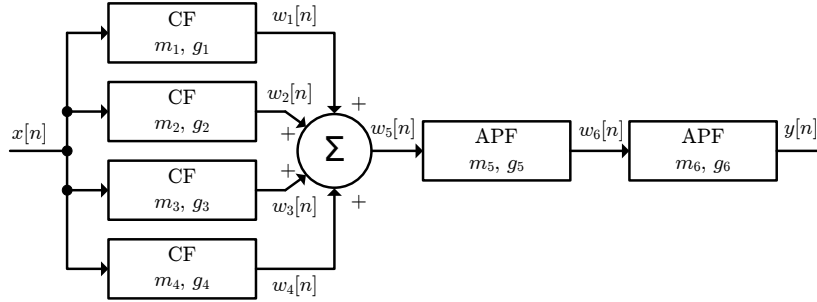 CF
m₁, g₁
w₁[n]
+
CF
m₂, g₂
w₂[n]
+
x[n]
Σ
w₅[n]
APF
m₅, g₅
w₆[n]
APF
m₆, g₆
y[n]
CF
m₃, g₃
+
w₃[n]
CF
m₄, g₄
+
w₄[n]